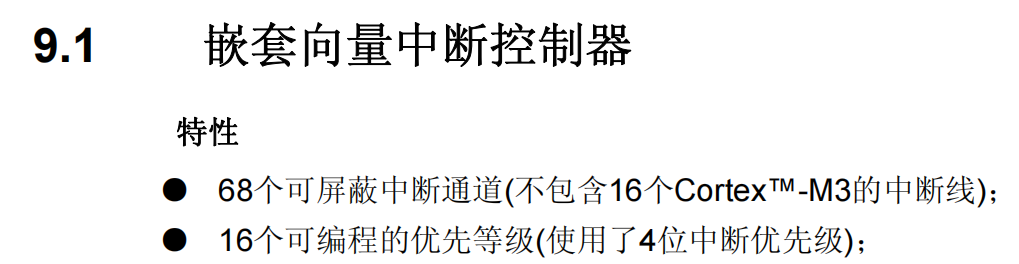 9.1 嵌套向量中断控制器
特性
● 68个可屏蔽中断通道(不包含16个Cortex™-M3的中断线)；
● 16个可编程的优先等级(使用了4位中断优先级)；